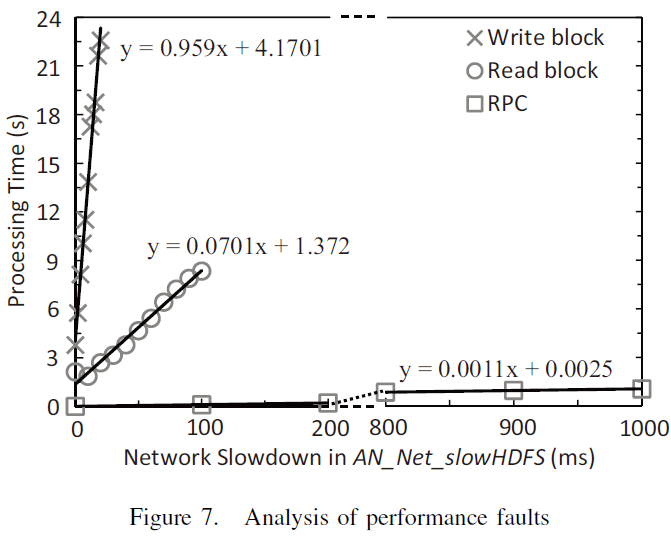 24
21
18
15
12
9
6
3
0
Processing Time (s)
y = 0.959x + 4.1701
Write block
Read block
RPC
y = 0.0701x + 1.372
y = 0.0011x + 0.0025
0 100 200 800 900 1000
Network Slowdown in AN_Net_slowHDFS (ms)
Figure 7. Analysis of performance faults